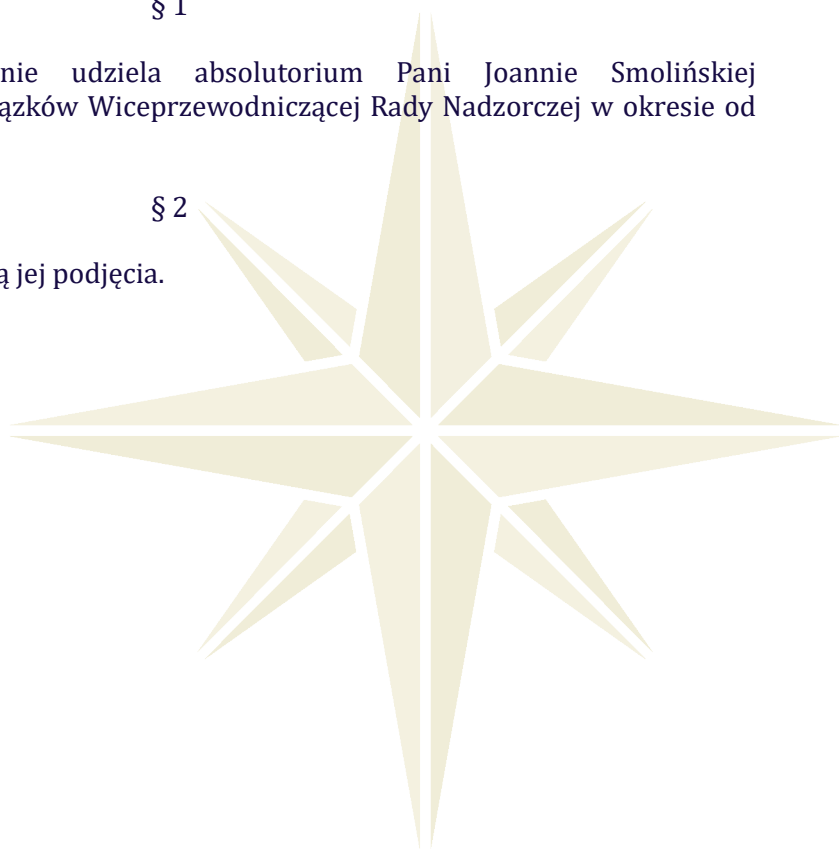 § 1
nie udziela absolutorium Pani Joannie Smolińskiej
ązków Wiceprzewodniczącej Rady Nadzorczej w okresie od
§ 2
ą jej podjęcia.